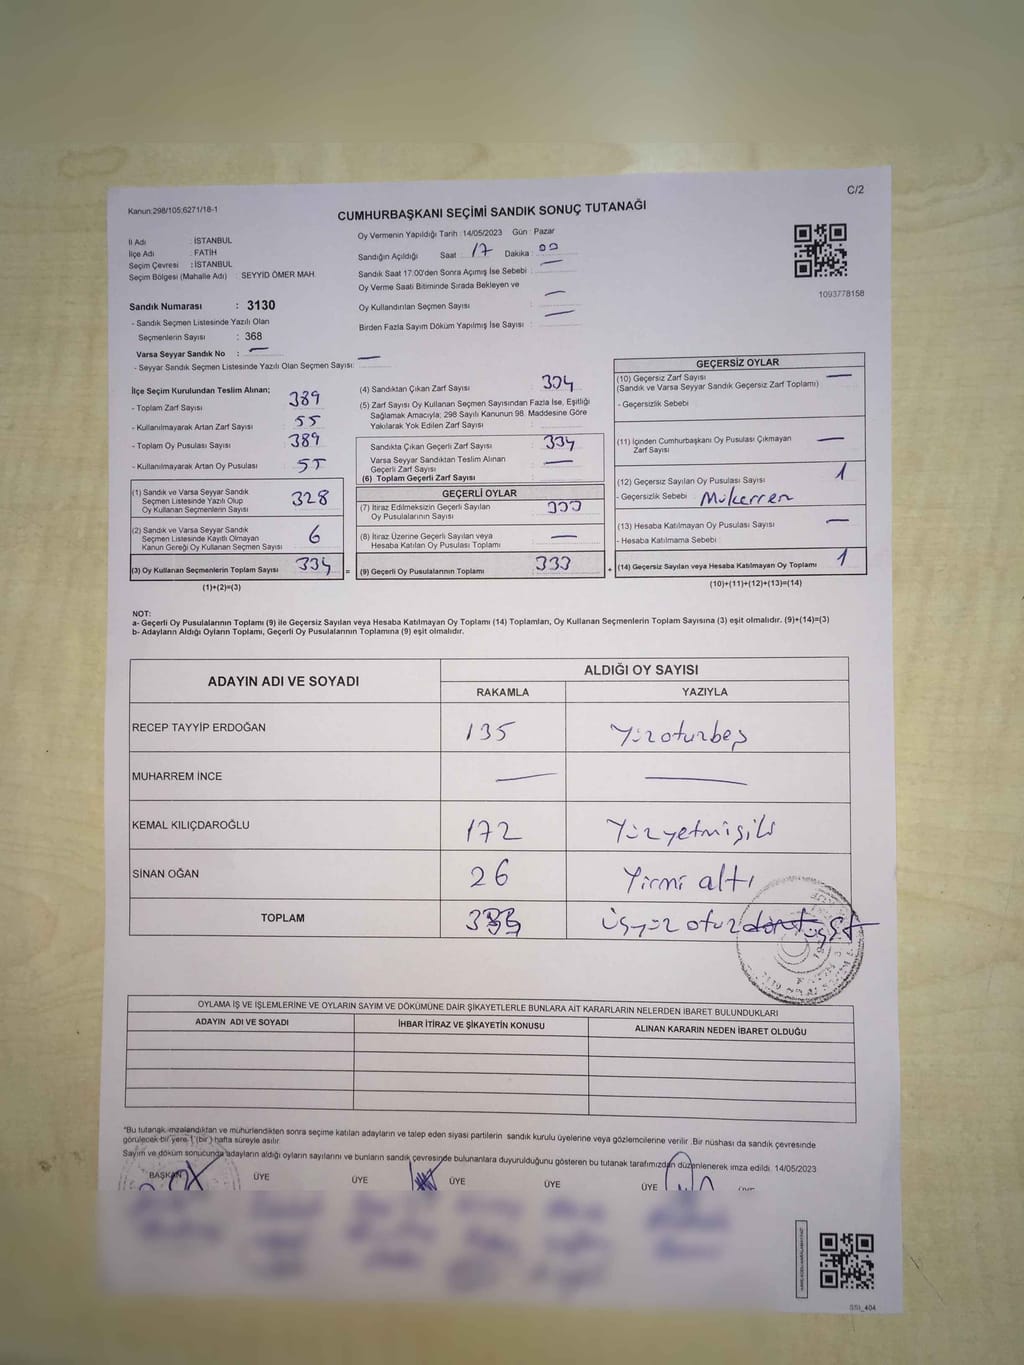 C/2
Kanun:298/105;6271/18-1
CUMHURBAŞKANI SEÇİMİ SANDIK SONUÇ TUTANAĞI
İl Adı : İSTANBUL
İlçe Adı : FATİH
Seçim Çevresi : İSTANBUL
Seçim Bölgesi (Mahalle Adı) : SEYYİD ÖMER MAH.
Oy Vermenin Yapıldığı Tarih : 14/05/2023 Gün : Pazar
Sandığın Açıldığı Saat : 17 Dakika : 00
Sandık Saat 17:00'den Sonra Açımış İse Sebebi : —
Oy Verme Saati Bitiminde Sırada Bekleyen ve
Oy Kullandırılan Seçmen Sayısı : —
Birden Fazla Sayım Döküm Yapılmış İse Sayısı : —
1093778158
Sandık Numarası : 3130
- Sandık Seçmen Listesinde Yazılı Olan
Seçmenlerin Sayısı : 368
Varsa Seyyar Sandık No : —
- Seyyar Sandık Seçmen Listesinde Yazılı Olan Seçmen Sayısı: —
İlçe Seçim Kurulundan Teslim Alınan;
- Toplam Zarf Sayısı 389
- Kullanılmayarak Artan Zarf Sayısı 55
- Toplam Oy Pusulası Sayısı 389
- Kullanılmayarak Artan Oy Pusulası 55
(1) Sandık ve Varsa Seyyar Sandık
Seçmen Listesinde Yazılı Olup
Oy Kullanan Seçmenlerin Sayısı 328
(2) Sandık ve Varsa Seyyar Sandık
Seçmen Listesinde Kayıtlı Olmayan
Kanun Gereği Oy Kullanan Seçmen Sayısı 6
(3) Oy Kullanan Seçmenlerin Toplam Sayısı 334 =
(1)+(2)=(3)
(4) Sandıktan Çıkan Zarf Sayısı 334
(5) Zarf Sayısı Oy Kullanan Seçmen Sayısından Fazla İse, Eşitliği
Sağlamak Amacıyla; 298 Sayılı Kanunun 98. Maddesine Göre
Yakılarak Yok Edilen Zarf Sayısı :
Sandıkta Çıkan Geçerli Zarf Sayısı 334
Varsa Seyyar Sandıktan Teslim Alınan
Geçerli Zarf Sayısı —
(6) Toplam Geçerli Zarf Sayısı
GEÇERLİ OYLAR
(7) İtiraz Edilmeksizin Geçerli Sayılan
Oy Pusulalarının Sayısı 333
(8) İtiraz Üzerine Geçerli Sayılan veya
Hesaba Katılan Oy Pusulası Toplamı —
(9) Geçerli Oy Pusulalarının Toplamı 333 +
GEÇERSİZ OYLAR
(10) Geçersiz Zarf Sayısı —
(Sandık ve Varsa Seyyar Sandık Geçersiz Zarf Toplamı)
- Geçersizlik Sebebi :
(11) İçinden Cumhurbaşkanı Oy Pusulası Çıkmayan
Zarf Sayısı —
(12) Geçersiz Sayılan Oy Pusulası Sayısı 1
- Geçersizlik Sebebi : Mükerren
(13) Hesaba Katılmayan Oy Pusulası Sayısı —
- Hesaba Katılmama Sebebi :
(14) Geçersiz Sayılan veya Hesaba Katılmayan Oy Toplamı 1
(10)+(11)+(12)+(13)=(14)
NOT:
a- Geçerli Oy Pusulalarının Toplamı (9) ile Geçersiz Sayılan veya Hesaba Katılmayan Oy Toplamı (14) Toplamları, Oy Kullanan Seçmenlerin Toplam Sayısına (3) eşit olmalıdır. (9)+(14)=(3)
b- Adayların Aldığı Oyların Toplamı, Geçerli Oy Pusulalarının Toplamına (9) eşit olmalıdır.
ADAYIN ADI VE SOYADI
ALDIĞI OY SAYISI
RAKAMLA YAZIYLA
RECEP TAYYİP ERDOĞAN 135 Yüzoturbeş
MUHARREM İNCE — —
KEMAL KILIÇDAROĞLU 172 Yüzyetmişiki
SİNAN OĞAN 26 Yirmi altı
TOPLAM 333 üçyüz otuz
OYLAMA İŞ VE İŞLEMLERİNE VE OYLARIN SAYIM VE DÖKÜMÜNE DAİR ŞİKAYETLERLE BUNLARA AİT KARARLARIN NELERDEN İBARET BULUNDUKLARI
ADAYIN ADI VE SOYADI İHBAR İTİRAZ VE ŞİKAYETİN KONUSU ALINAN KARARIN NEDEN İBARET OLDUĞU
*Bu tutanak imzalandıktan ve mühürlendikten sonra seçime katılan adayların ve talep eden siyasi partilerin sandık kurulu üyelerine veya gözlemcilerine verilir .Bir nüshası da sandık çevresinde
görülecek bir yere 1 (bir) hafta süreyle asılır.
Sayım ve döküm sonucunda adayların aldığı oyların sayılarını ve bunların sandık çevresinde bulunanlara duyurulduğunu gösteren bu tutanak tarafımızdan düzenlenerek imza edildi. 14/05/2023
BAŞKAN ÜYE ÜYE ÜYE ÜYE ÜYE
SSI_404